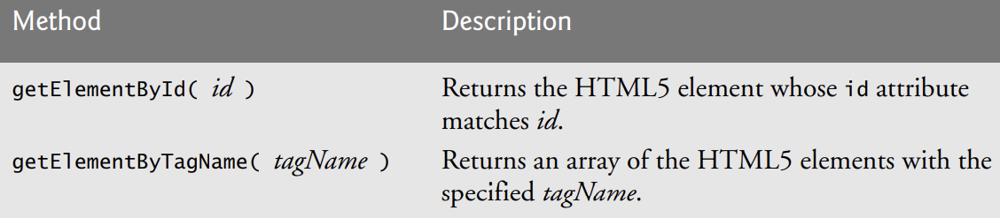 Method Description
getElementById( id ) Returns the HTML5 element whose id attribute
matches id.
getElementByTagName( tagName ) Returns an array of the HTML5 elements with the
specified tagName.